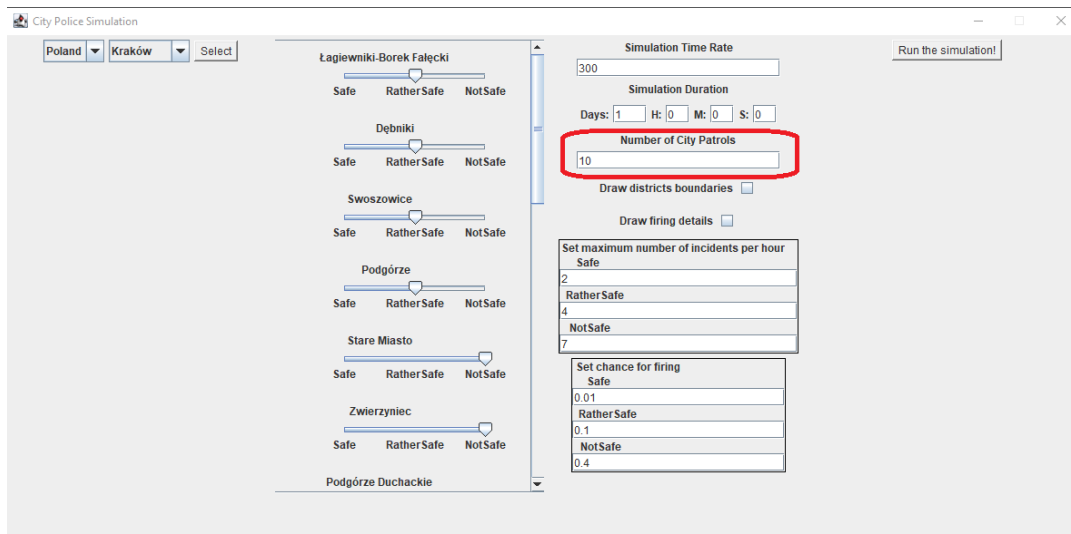 City Police Simulation
Poland Kraków Select
Łagiewniki-Borek Fałęcki
Safe RatherSafe NotSafe
Dębniki
Safe RatherSafe NotSafe
Swoszowice
Safe RatherSafe NotSafe
Podgórze
Safe RatherSafe NotSafe
Stare Miasto
Safe RatherSafe NotSafe
Zwierzyniec
Safe RatherSafe NotSafe
Podgórze Duchackie
Simulation Time Rate
300
Simulation Duration
Days: 1 H: 0 M: 0 S: 0
Number of City Patrols
10
Draw districts boundaries
Draw firing details
Set maximum number of incidents per hour
Safe
2
RatherSafe
4
NotSafe
7
Set chance for firing
Safe
0.01
RatherSafe
0.1
NotSafe
0.4
Run the simulation!